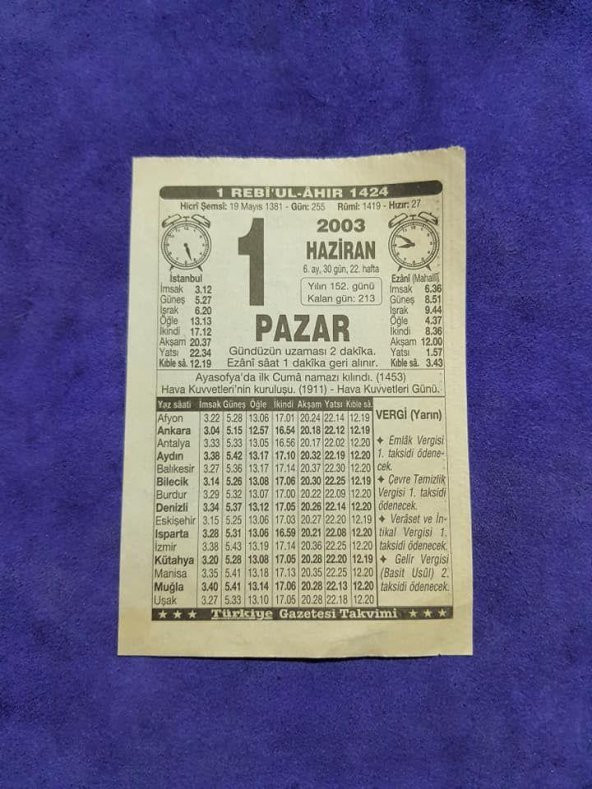 1 REBİ'UL-ÂHIR 1424
Hicrî Şemsî: 19 Mayıs 1381 - Gün: 255 Rûmî: 1419 - Hızır: 27
1
2003
HAZİRAN
6. ay, 30 gün, 22. hafta
Yılın 152. günü
Kalan gün: 213
PAZAR
Gündüzün uzaması 2 dakîka.
Ezânî sâat 1 dakîka geri alınır.
İstanbul
İmsak 3.12
Güneş 5.27
İşrak 6.20
Öğle 13.13
İkindi 17.12
Akşam 20.37
Yatsı 22.34
Kıble sâ. 12.19
Ezânî (Mahallî)
İmsak 6.36
Güneş 8.51
İşrak 9.44
Öğle 4.37
İkindi 8.36
Akşam 12.00
Yatsı 1.57
Kıble sâ. 3.43
Ayasofya'da ilk Cumâ namazı kılındı. (1453)
Hava Kuvvetleri'nin kuruluşu. (1911) - Hava Kuvvetleri Günü.
Yaz sâati İmsak Güneş Öğle İkindi Akşam Yatsı Kıble sâ.
Afyon 3.22 5.28 13.06 17.01 20.24 22.14 12.19
Ankara 3.04 5.15 12.57 16.54 20.18 22.12 12.19
Antalya 3.33 5.33 13.05 16.56 20.17 22.02 12.20
Aydın 3.38 5.42 13.17 17.10 20.32 22.19 12.20
Balıkesir 3.27 5.36 13.17 17.14 20.37 22.30 12.20
Bilecik 3.14 5.26 13.08 17.06 20.30 22.25 12.19
Burdur 3.29 5.32 13.07 17.00 20.22 22.09 12.20
Denizli 3.34 5.37 13.12 17.05 20.26 22.14 12.20
Eskişehir 3.15 5.25 13.06 17.03 20.27 22.20 12.19
Isparta 3.28 5.31 13.06 16.59 20.21 22.08 12.20
İzmir 3.38 5.43 13.19 17.14 20.36 22.25 12.20
Kütahya 3.20 5.28 13.08 17.05 20.28 22.20 12.19
Manisa 3.35 5.41 13.18 17.13 20.35 22.25 12.20
Muğla 3.40 5.41 13.14 17.06 20.28 22.13 12.20
Uşak 3.27 5.33 13.10 17.05 20.28 22.18 12.20
VERGİ (Yarın)
✦ Emlâk Vergisi
1. taksidi ödene-
cek.
✦ Çevre Temizlik
Vergisi 1. taksidi
ödenecek.
✦ Verâset ve İn-
tikal Vergisi 1.
taksidi ödenecek.
✦ Gelir Vergisi
(Basit Usûl) 2.
taksidi ödenecek.
★ ★ ★ Türkiye Gazetesi Takvimi ★ ★ ★